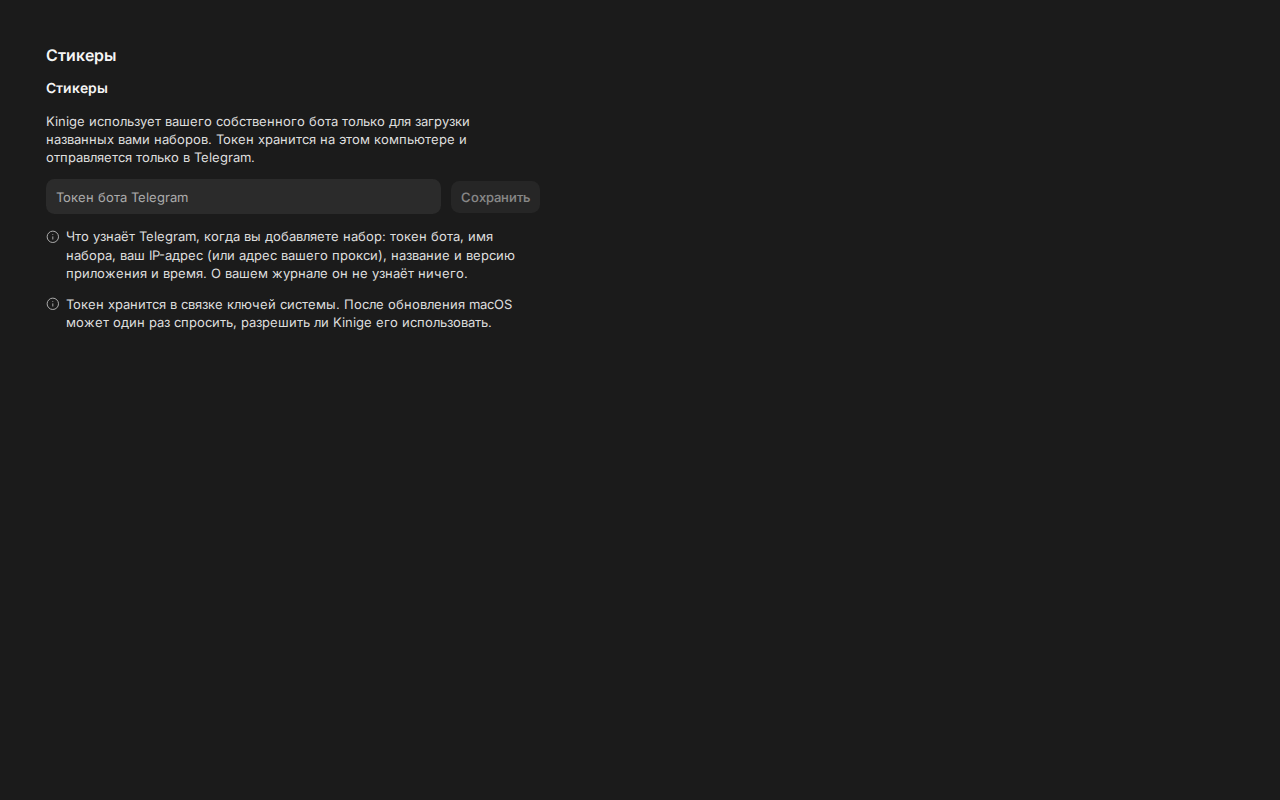 Стикеры
Стикеры
Kinige использует вашего собственного бота только для загрузки
названных вами наборов. Токен хранится на этом компьютере и
отправляется только в Telegram.
Токен бота Telegram
Сохранить
Что узнаёт Telegram, когда вы добавляете набор: токен бота, имя
набора, ваш IP-адрес (или адрес вашего прокси), название и версию
приложения и время. О вашем журнале он не узнаёт ничего.
Токен хранится в связке ключей системы. После обновления macOS
может один раз спросить, разрешить ли Kinige его использовать.